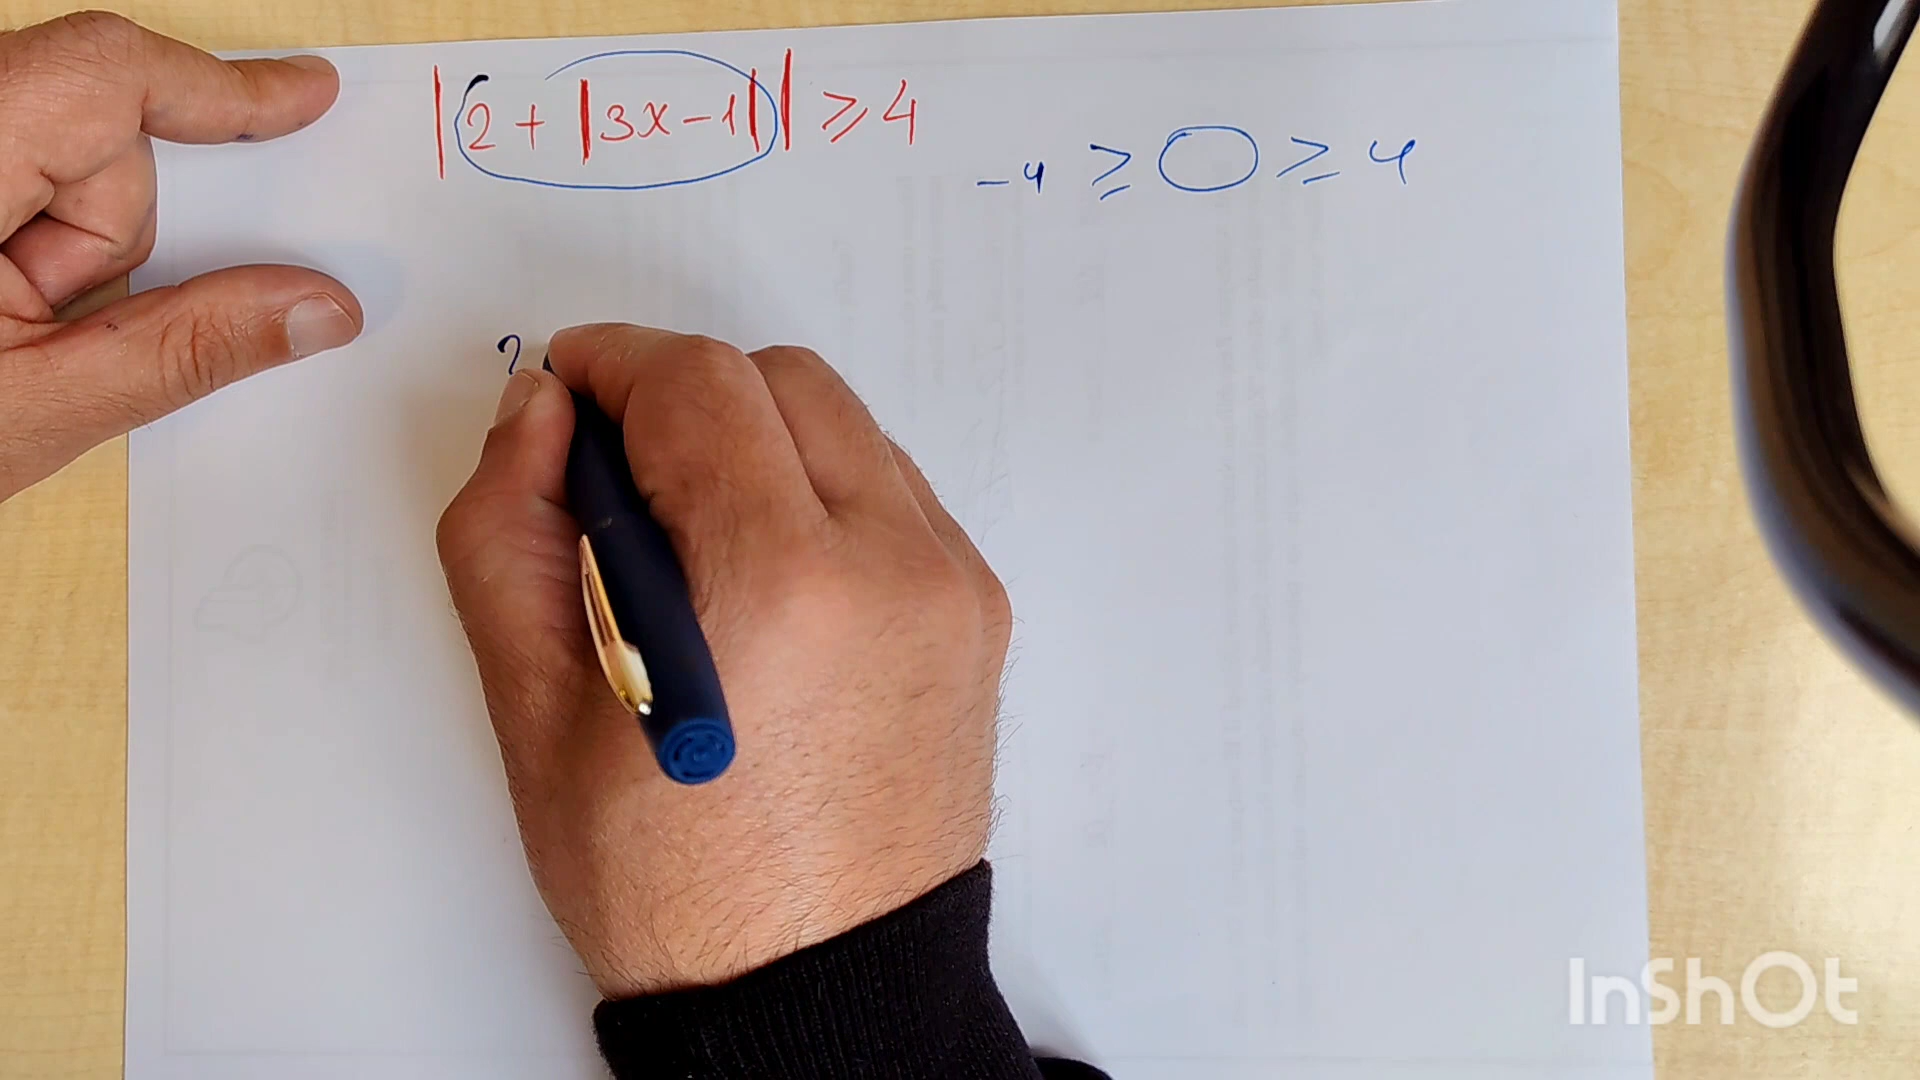 |2 + |3x - 1|| ≥ 4
-4 ≥ ○ ≥ 4
2
InShOt